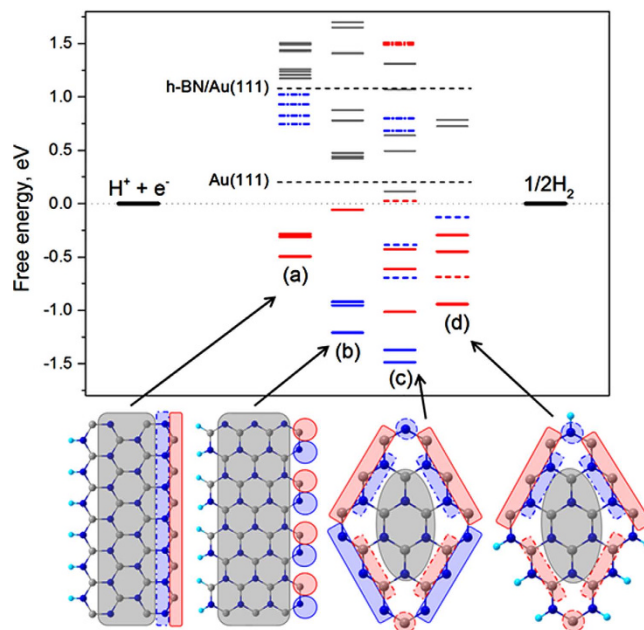 1.5
h-BN/Au(111)
1.0
0.5
Au(111)
H⁺ + e⁻
1/2H₂
0.0
Free energy, eV
-0.5
(a)
(d)
-1.0
(b)
(c)
-1.5